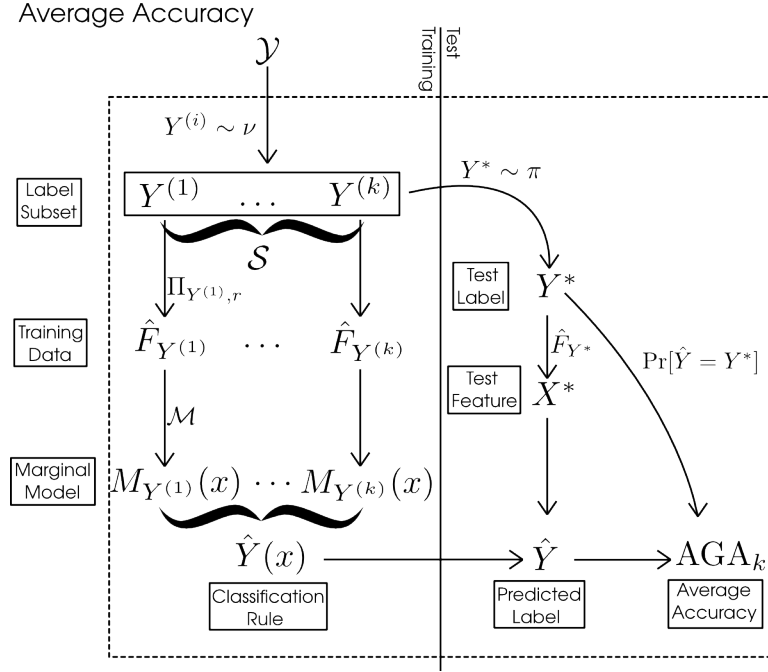 Average Accuracy
Training
Test
𝒴
Y^{(i)} ∼ ν
Label
Subset
Y^{(1)} … Y^{(k)}
Y^* ∼ π
𝒮
Test
Label
Y^*
Π_{Y^{(1)},r}
Training
Data
F̂_{Y^{(1)}} ⋯ F̂_{Y^{(k)}}
F̂_{Y^*}
Pr[Ŷ = Y^*]
Test
Feature
X^*
ℳ
Marginal
Model
M_{Y^{(1)}}(x) ⋯ M_{Y^{(k)}}(x)
Ŷ(x)
Ŷ
AGA_k
Classification
Rule
Predicted
Label
Average
Accuracy